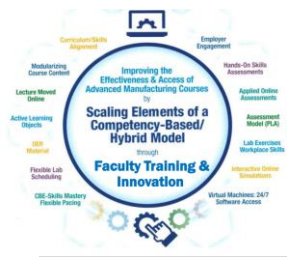 Curriculum/Skills
Alignment
Employer
Engagement
Modularizing
Course Content
Hands-On Skills
Assessments
Lecture Moved
Online
Applied Online
Assessments
Active Learning
Objects
Assessment
Model (PLA)
OER
Material
Lab Exercises
Workplace Skills
Flexible Lab
Scheduling
Interactive Online
Simulations
CBE-Skills Mastery
Flexible Pacing
Virtual Machines: 24/7
Software Access
Improving the
Effectiveness & Access of
Advanced Manufacturing Courses
by
Scaling Elements of a
Competency-Based/
Hybrid Model
through
Faculty Training &
Innovation